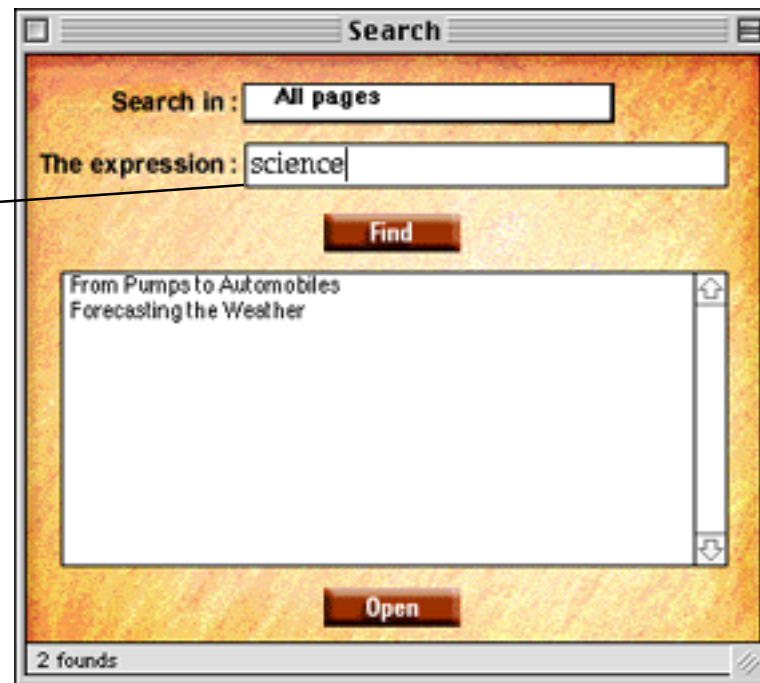 Search
Search in : All pages
The expression : science
Find
From Pumps to Automobiles
Forecasting the Weather
Open
2 founds